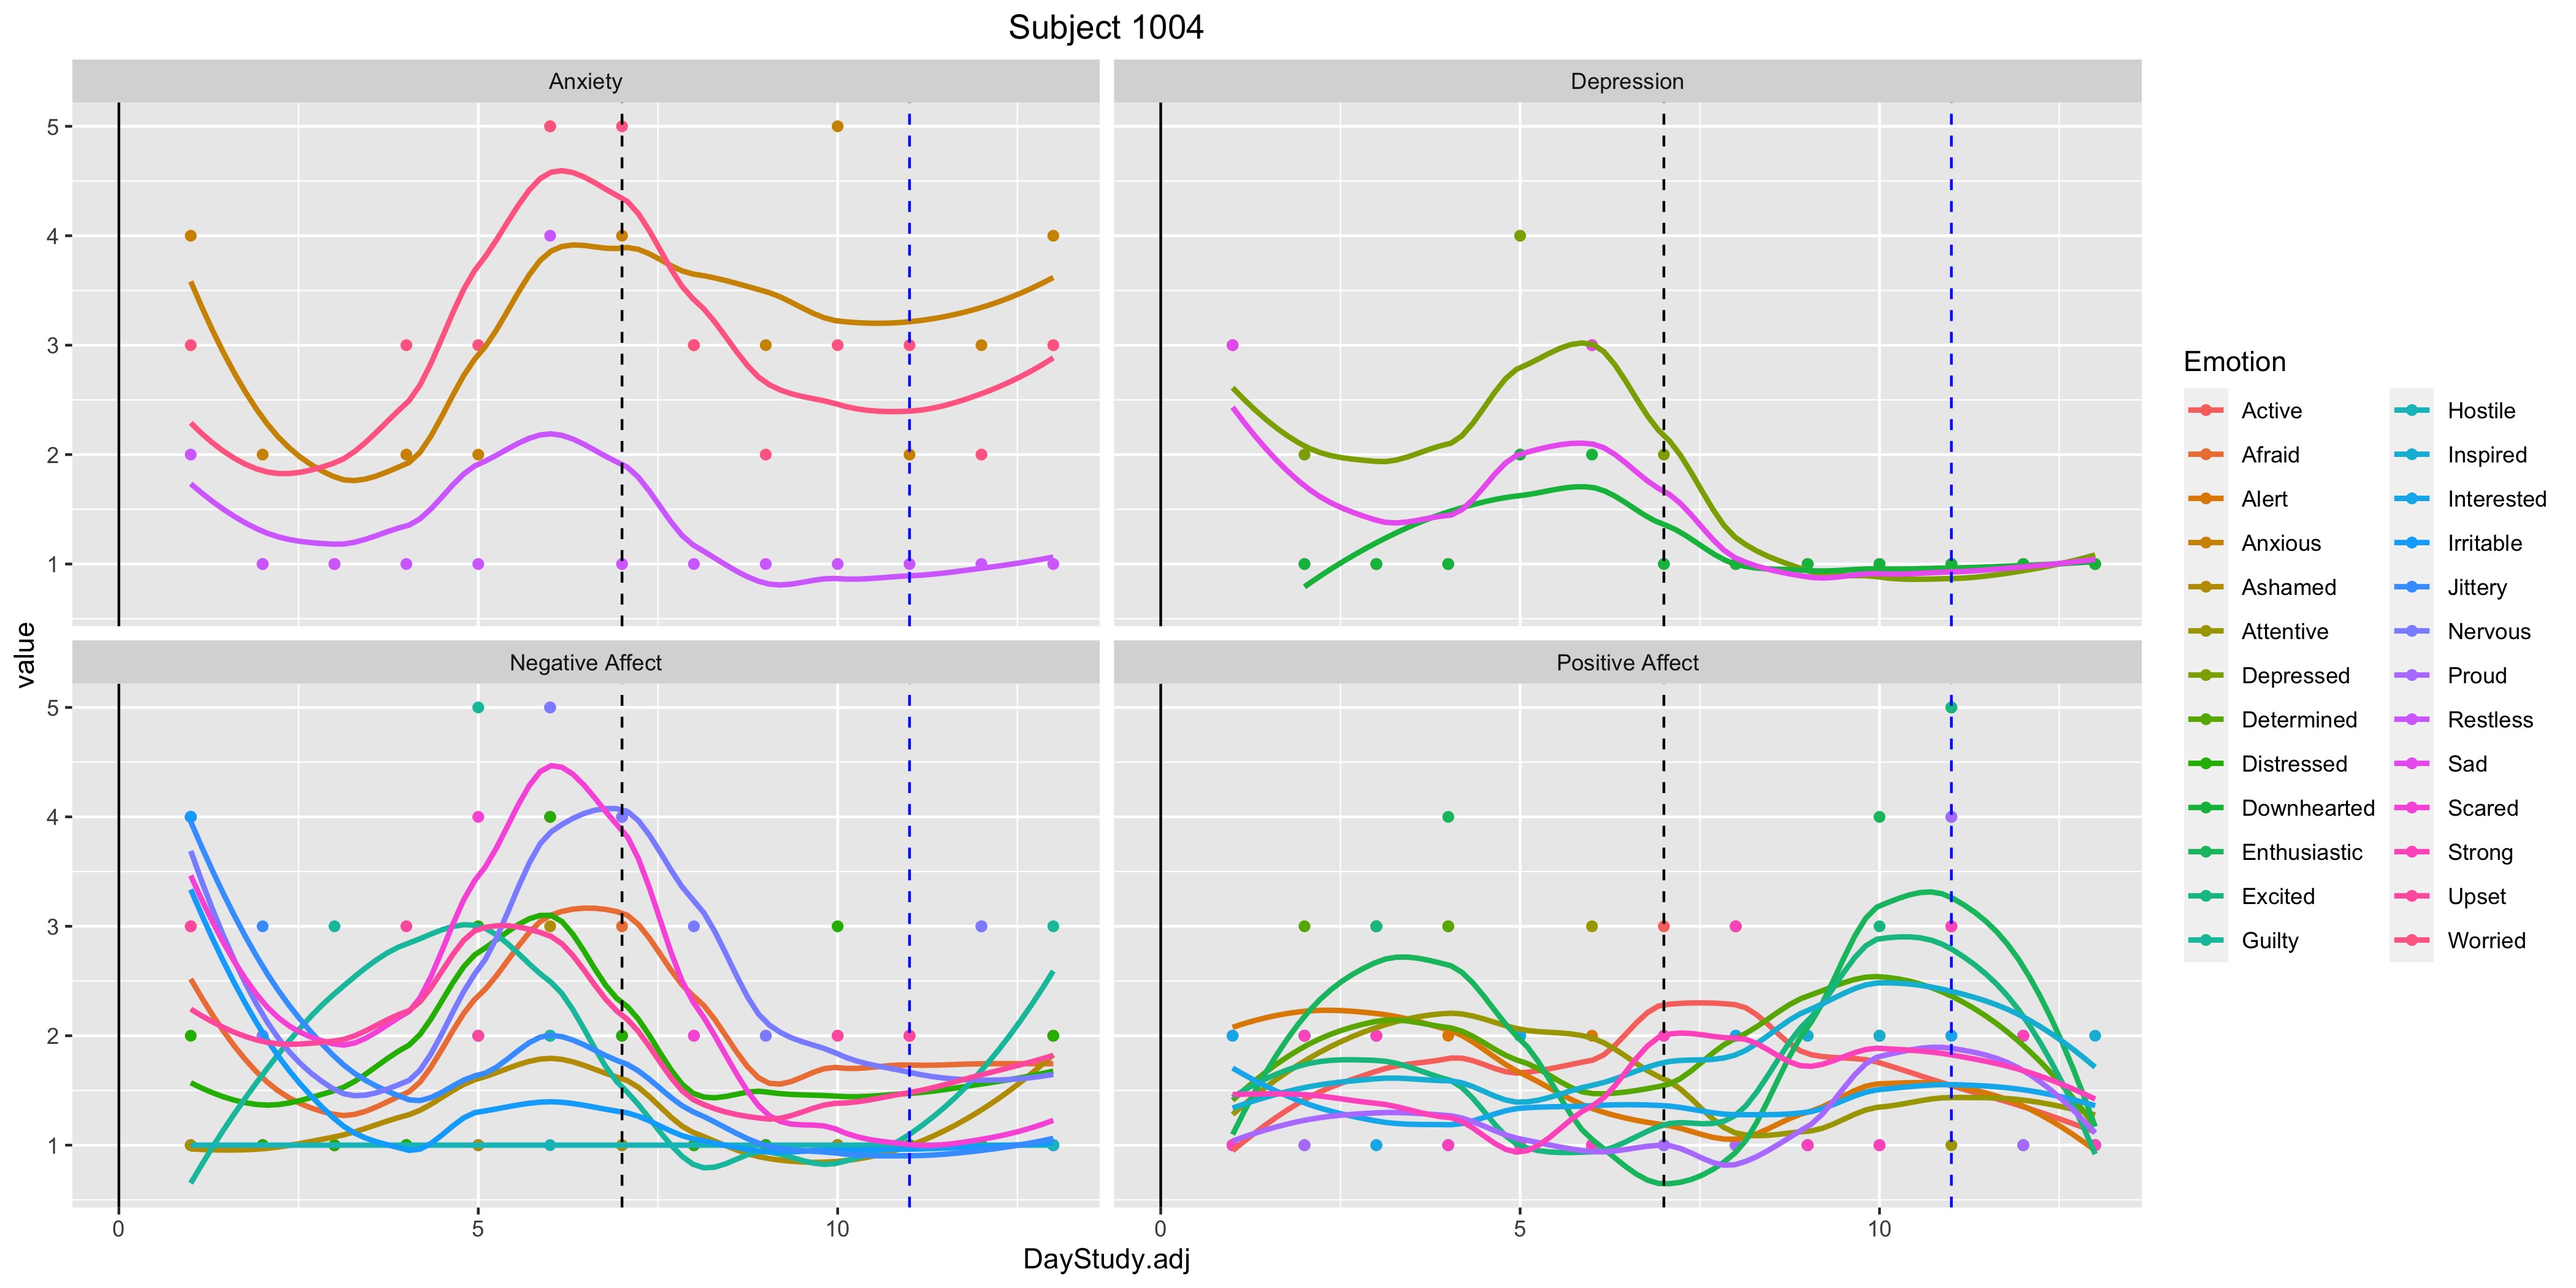 Subject 1004
Anxiety
Depression
5
4
3
2
1
Negative Affect
Positive Affect
5
4
3
2
1
0
5
10
0
5
10
DayStudy.adj
value
Emotion
Active
Afraid
Alert
Anxious
Ashamed
Attentive
Depressed
Determined
Distressed
Downhearted
Enthusiastic
Excited
Guilty
Hostile
Inspired
Interested
Irritable
Jittery
Nervous
Proud
Restless
Sad
Scared
Strong
Upset
Worried